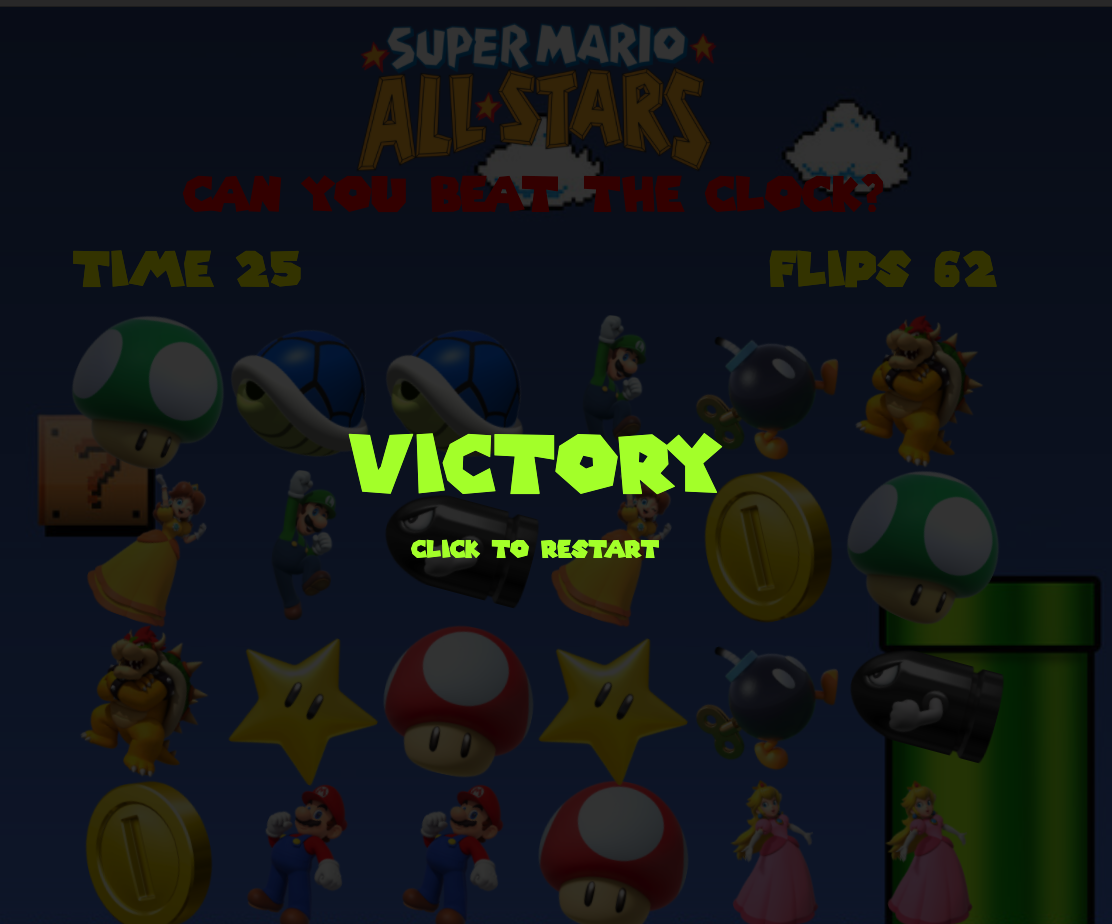 SUPER MARIO
ALL STARS
CAN YOU BEAT THE CLOCK?
TIME 25
FLIPS 62
?
VICTORY
CLICK TO RESTART